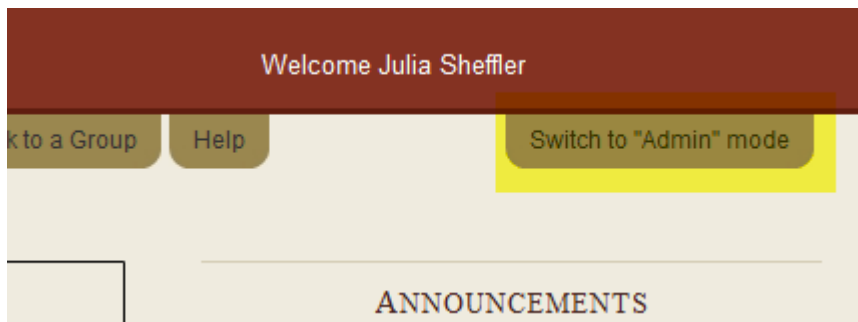 Welcome Julia Sheffler
k to a Group Help Switch to "Admin" mode
ANNOUNCEMENTS